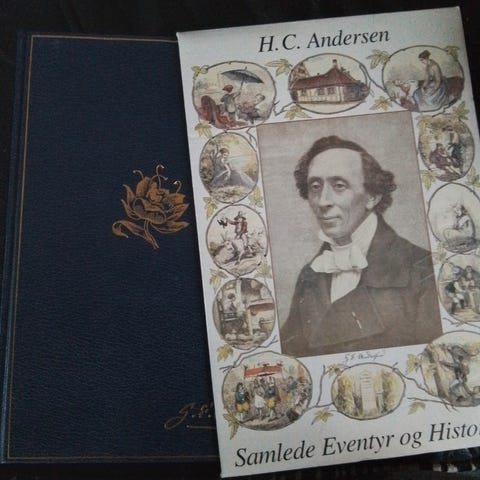 H.C. Andersen
Samlede Eventyr og Histo